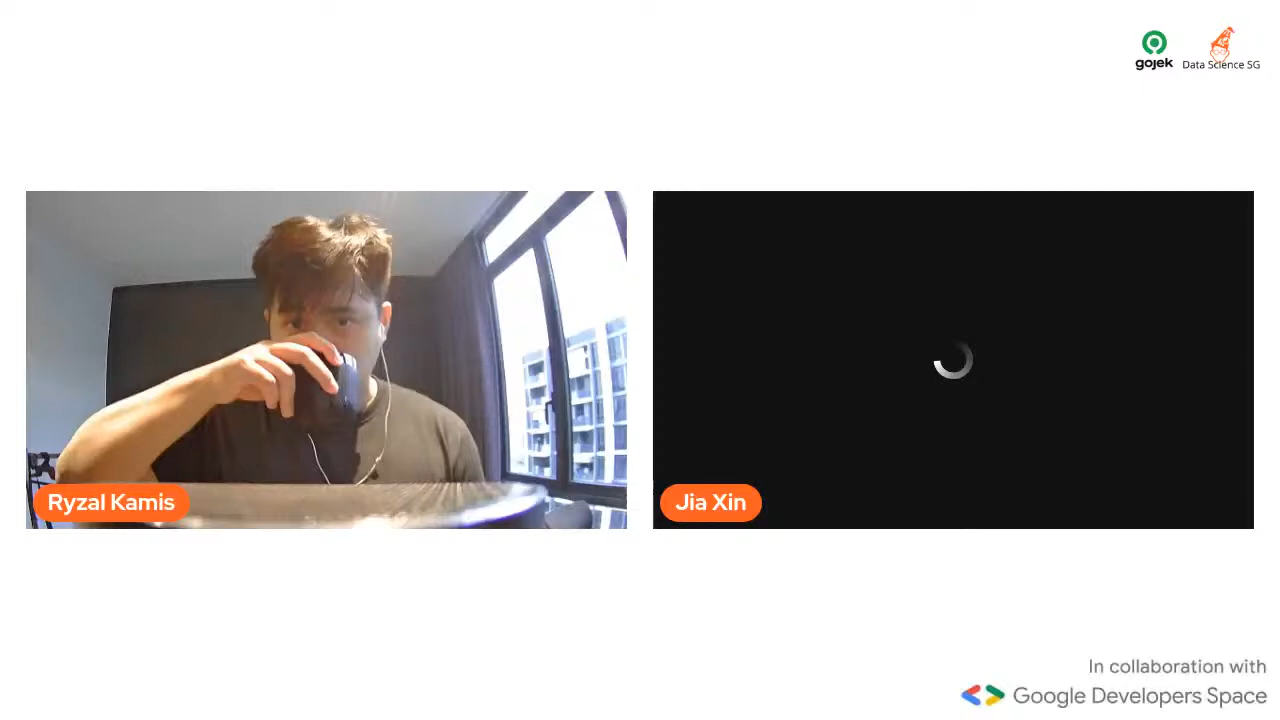 gojek
Data Science SG
Ryzal Kamis
Jia Xin
In collaboration with
Google Developers Space